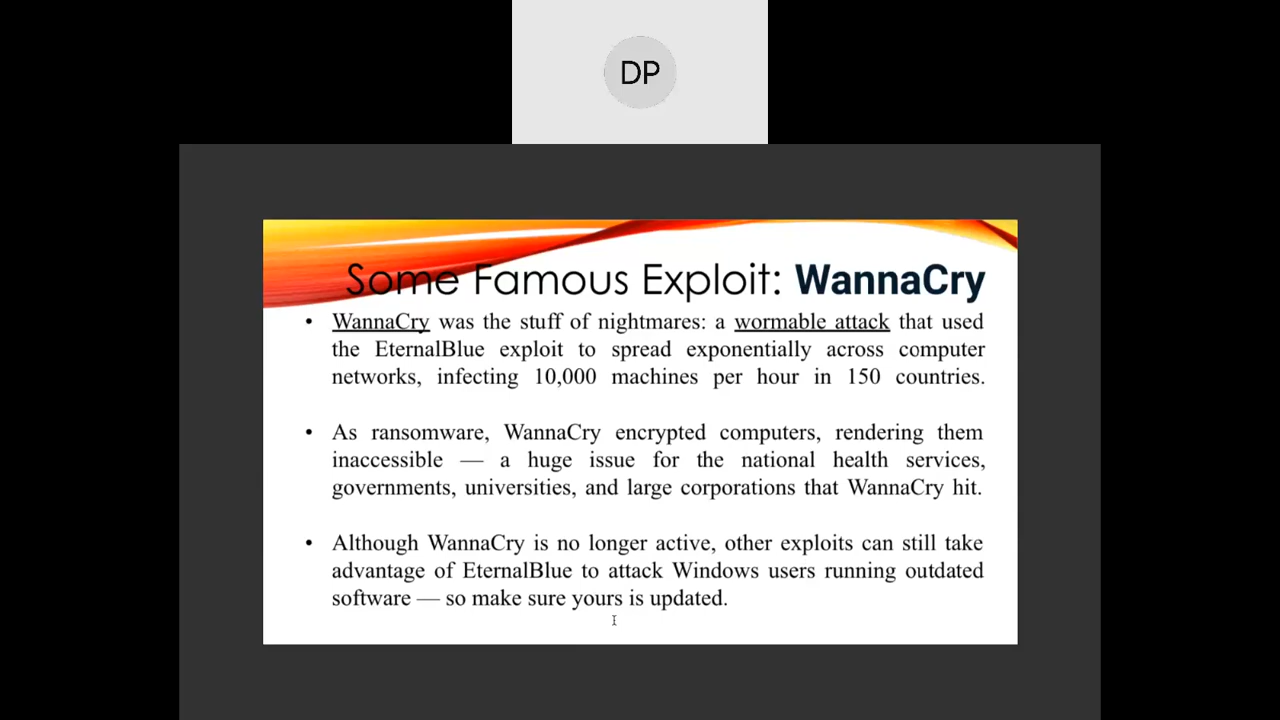 DP
Some Famous Exploit: WannaCry
• WannaCry was the stuff of nightmares: a wormable attack that used
the EternalBlue exploit to spread exponentially across computer
networks, infecting 10,000 machines per hour in 150 countries.
• As ransomware, WannaCry encrypted computers, rendering them
inaccessible — a huge issue for the national health services,
governments, universities, and large corporations that WannaCry hit.
• Although WannaCry is no longer active, other exploits can still take
advantage of EternalBlue to attack Windows users running outdated
software — so make sure yours is updated.